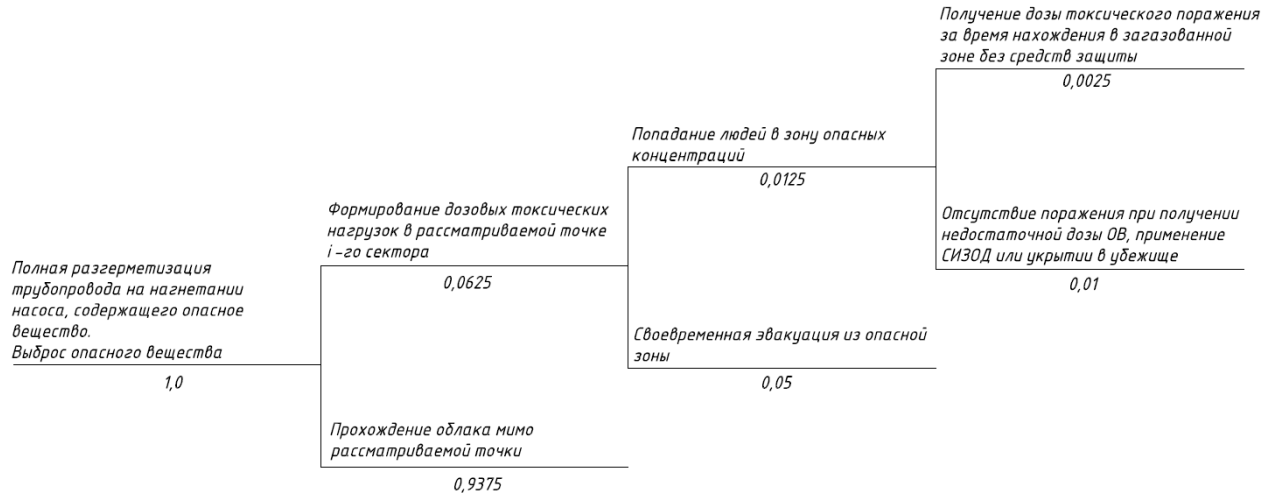 Полная разгерметизация
трубопровода на нагнетании
насоса, содержащего опасное
вещество.
Выброс опасного вещества
1,0
Формирование дозовых токсических
нагрузок в рассматриваемой точке
i -го сектора
0,0625
Прохождение облака мимо
рассматриваемой точки
0,9375
Попадание людей в зону опасных
концентраций
0,0125
Своевременная эвакуация из опасной
зоны
0,05
Получение дозы токсического поражения
за время нахождения в загазованной
зоне без средств защиты
0,0025
Отсутствие поражения при получении
недостаточной дозы ОВ, применение
СИЗОД или укрытии в убежище
0,01